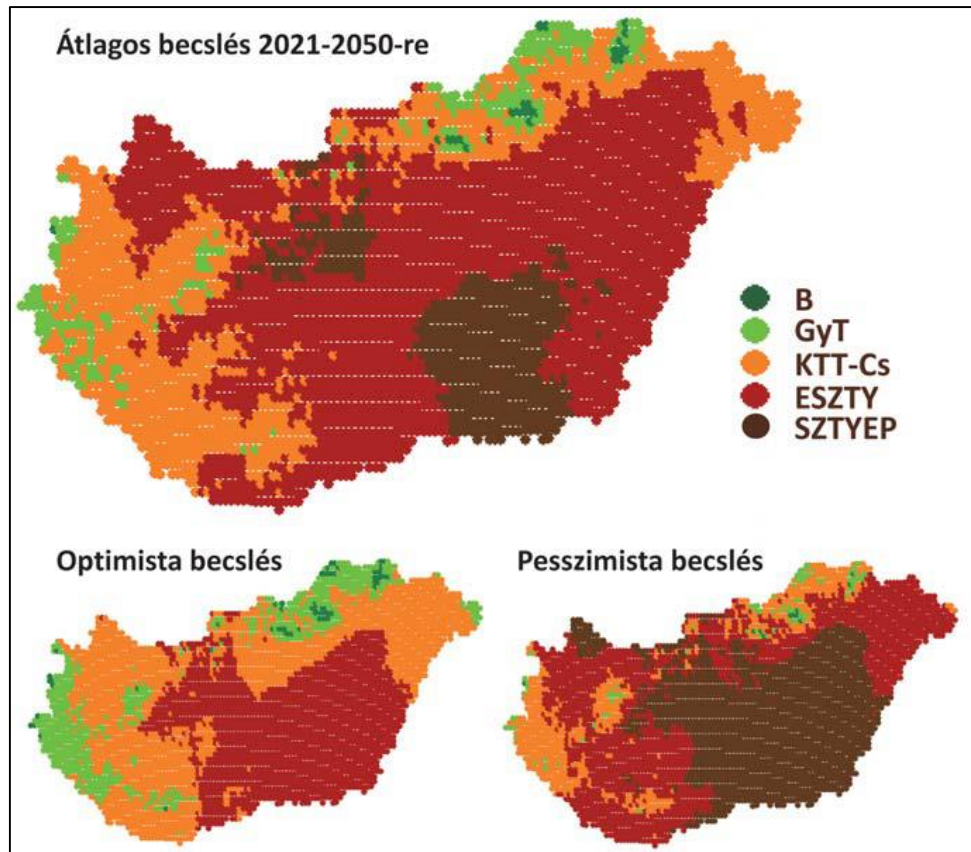 Átlagos becslés 2021-2050-re
B
GyT
KTT-Cs
ESZTY
SZTYEP
Optimista becslés
Pesszimista becslés